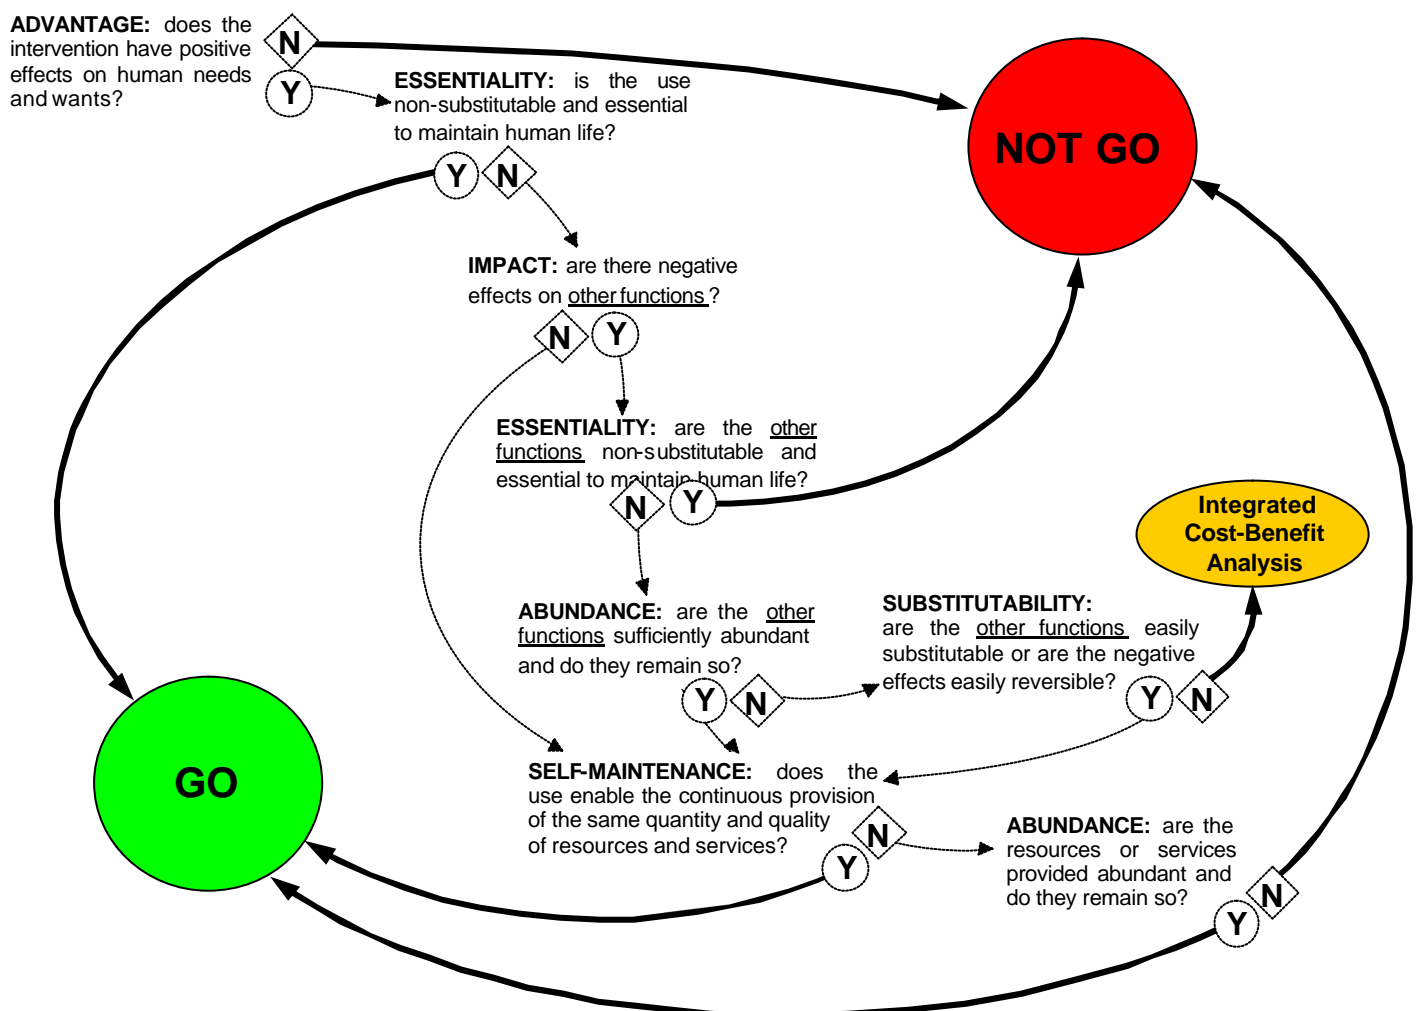 ADVANTAGE: does the
intervention have positive
effects on human needs
and wants?
N
Y
ESSENTIALITY: is the use
non-substitutable and essential
to maintain human life?
Y
N
NOT GO
IMPACT: are there negative
effects on other functions?
N
Y
ESSENTIALITY: are the other
functions non-substitutable and
essential to maintain human life?
N
Y
Integrated
Cost-Benefit
Analysis
ABUNDANCE: are the other
functions sufficiently abundant
and do they remain so?
Y
N
SUBSTITUTABILITY:
are the other functions easily
substitutable or are the negative
effects easily reversible?
Y
N
GO
SELF-MAINTENANCE: does the
use enable the continuous provision
of the same quantity and quality
of resources and services?
N
Y
ABUNDANCE: are the
resources or services
provided abundant and
do they remain so?
N
Y